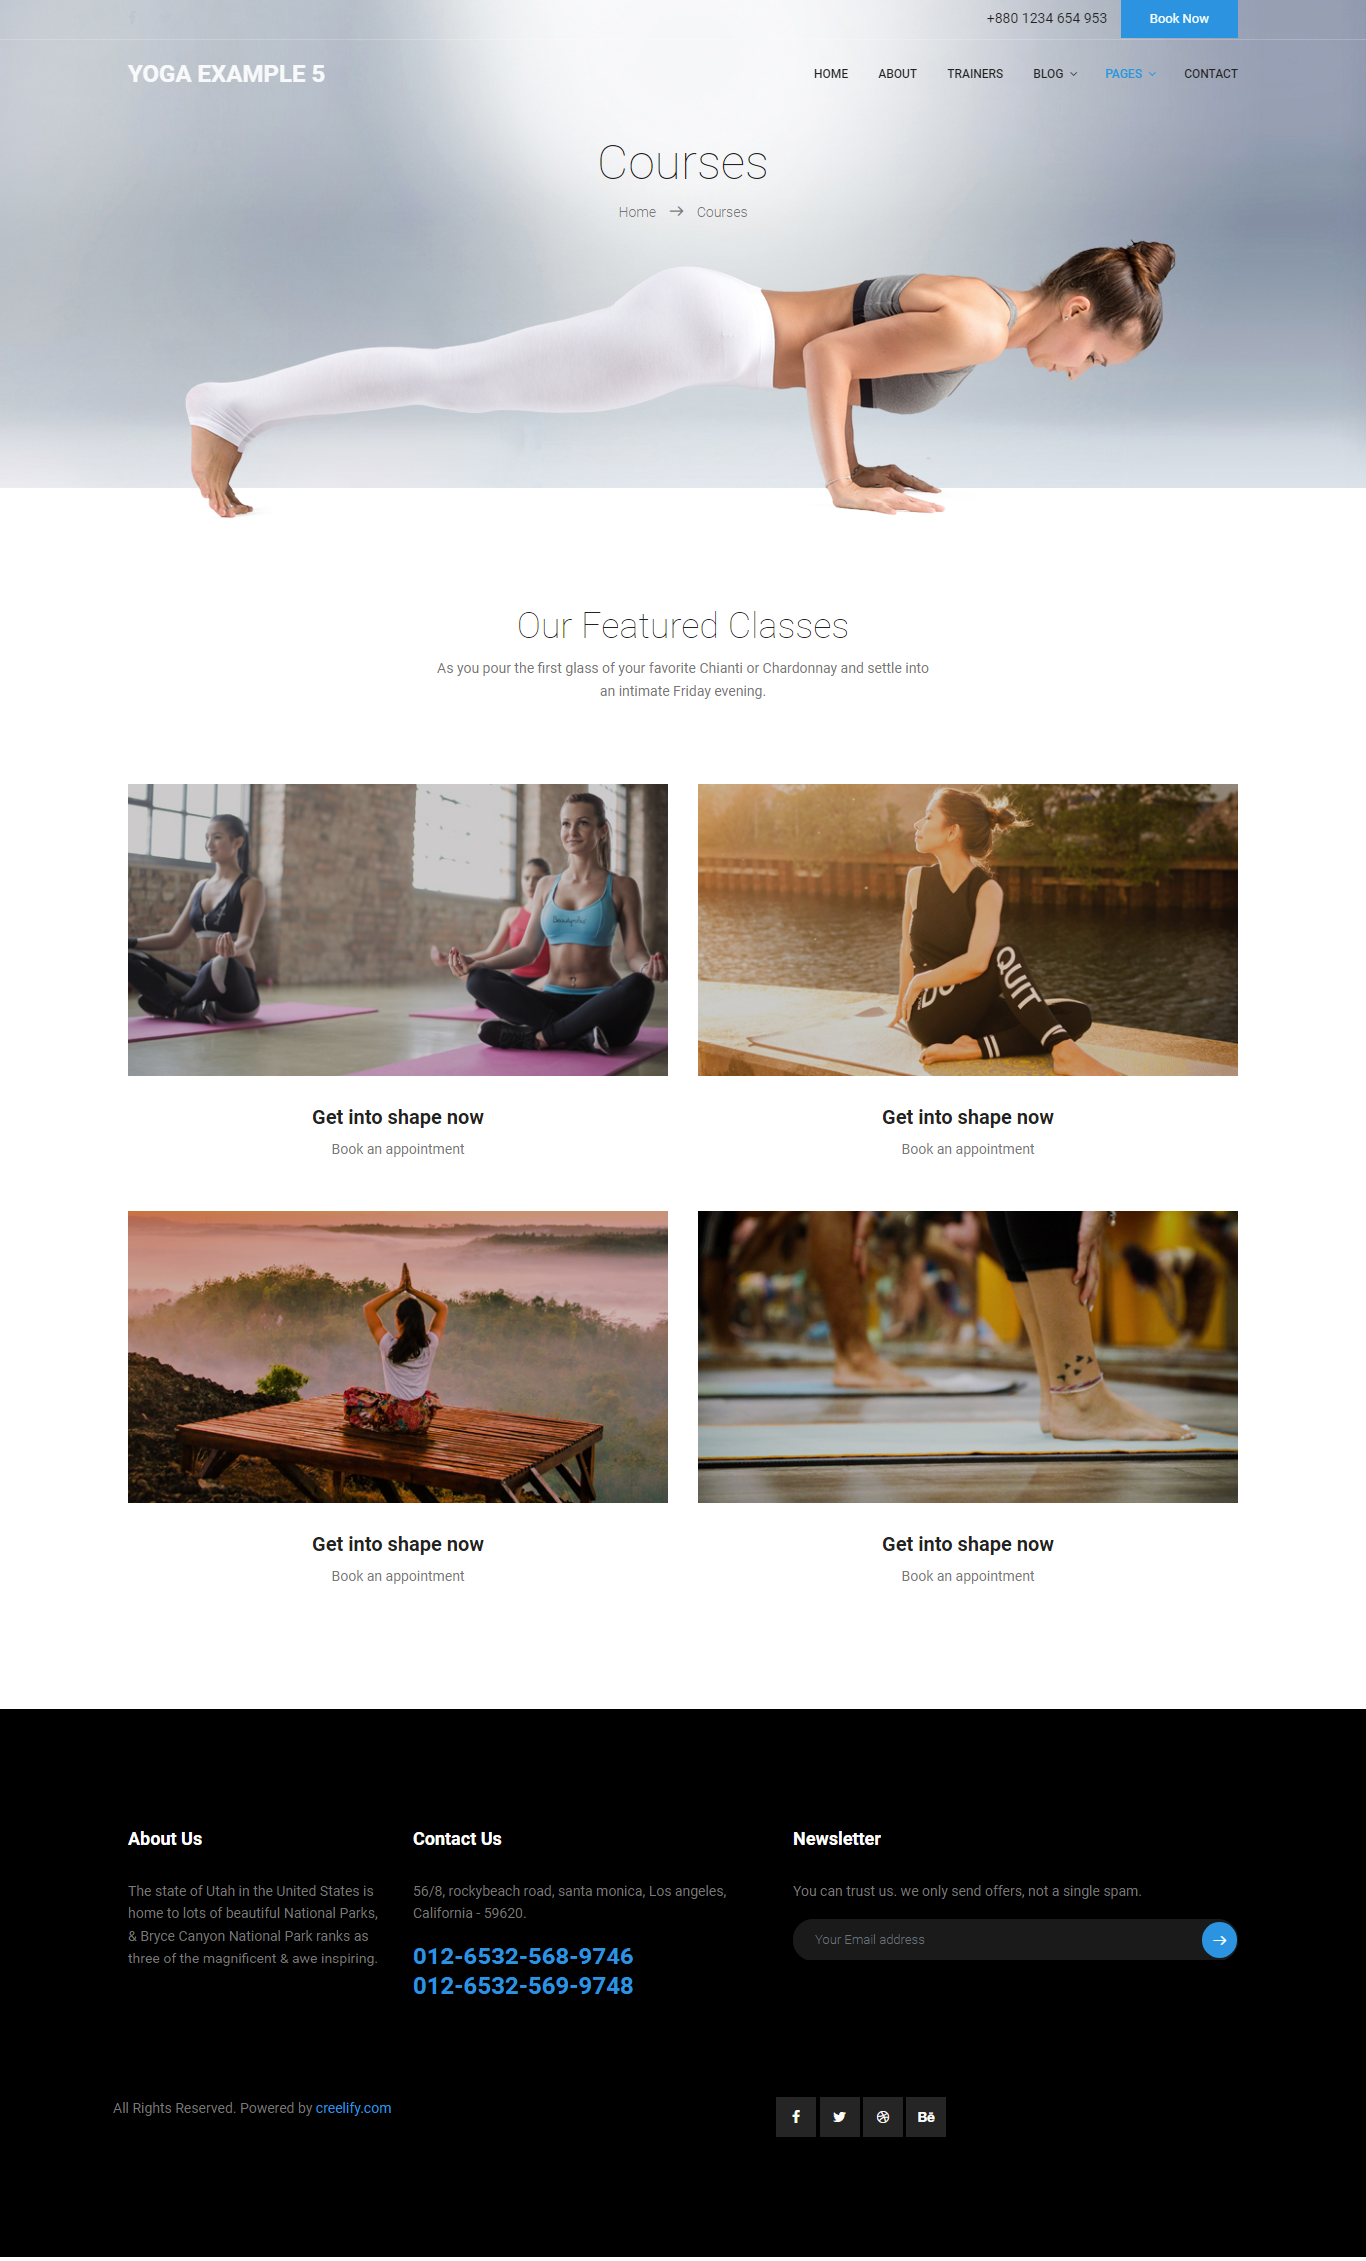 +880 1234 654 953
Book Now
YOGA EXAMPLE 5
HOME
ABOUT
TRAINERS
BLOG
PAGES
CONTACT
Courses
Home
Courses
Our Featured Classes
As you pour the first glass of your favorite Chianti or Chardonnay and settle into
an intimate Friday evening.
QUIT
Get into shape now
Book an appointment
Get into shape now
Book an appointment
Get into shape now
Book an appointment
Get into shape now
Book an appointment
About Us
The state of Utah in the United States is
home to lots of beautiful National Parks,
& Bryce Canyon National Park ranks as
three of the magnificent & awe inspiring.
Contact Us
56/8, rockybeach road, santa monica, Los angeles,
California - 59620.
012-6532-568-9746
012-6532-569-9748
Newsletter
You can trust us. we only send offers, not a single spam.
Your Email address
All Rights Reserved. Powered by creelify.com